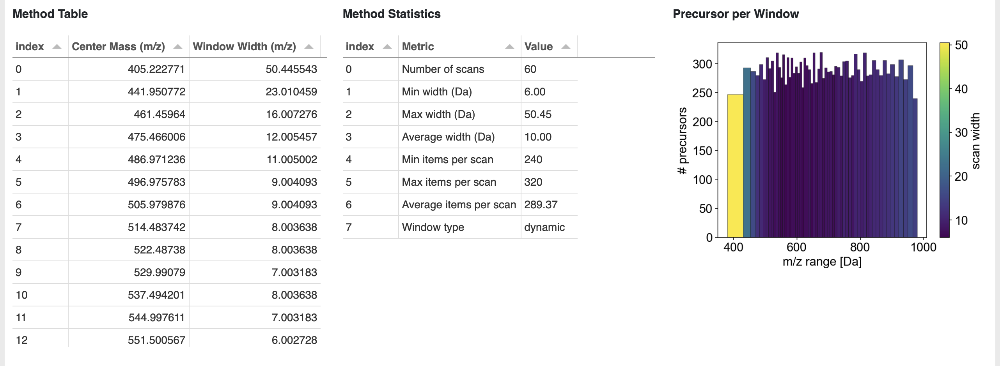 Method Table
index Center Mass (m/z) Window Width (m/z)
0 405.222771 50.445543
1 441.950772 23.010459
2 461.45964 16.007276
3 475.466006 12.005457
4 486.971236 11.005002
5 496.975783 9.004093
6 505.979876 9.004093
7 514.483742 8.003638
8 522.48738 8.003638
9 529.99079 7.003183
10 537.494201 8.003638
11 544.997611 7.003183
12 551.500567 6.002728
Method Statistics
index Metric Value
0 Number of scans 60
1 Min width (Da) 6.00
2 Max width (Da) 50.45
3 Average width (Da) 10.00
4 Min items per scan 240
5 Max items per scan 320
6 Average items per scan 289.37
7 Window type dynamic
Precursor per Window
# precursors
300
250
200
150
100
50
0
400 600 800 1000
m/z range [Da]
50
40
30
20
10
scan width